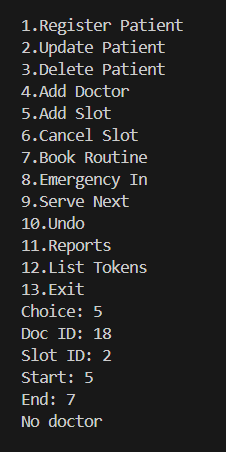 1.Register Patient
2.Update Patient
3.Delete Patient
4.Add Doctor
5.Add Slot
6.Cancel Slot
7.Book Routine
8.Emergency In
9.Serve Next
10.Undo
11.Reports
12.List Tokens
13.Exit
Choice: 5
Doc ID: 18
Slot ID: 2
Start: 5
End: 7
No doctor